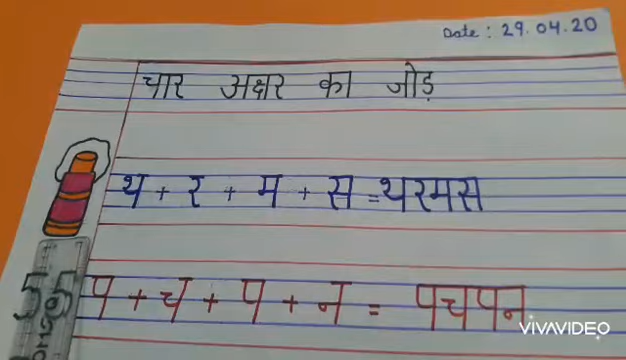 Date : 29.04.20
चार अक्षर का जोड़
थ + र + म + स = थरमस
55 प + च + प + न = पचपन
VIVAVIDEO